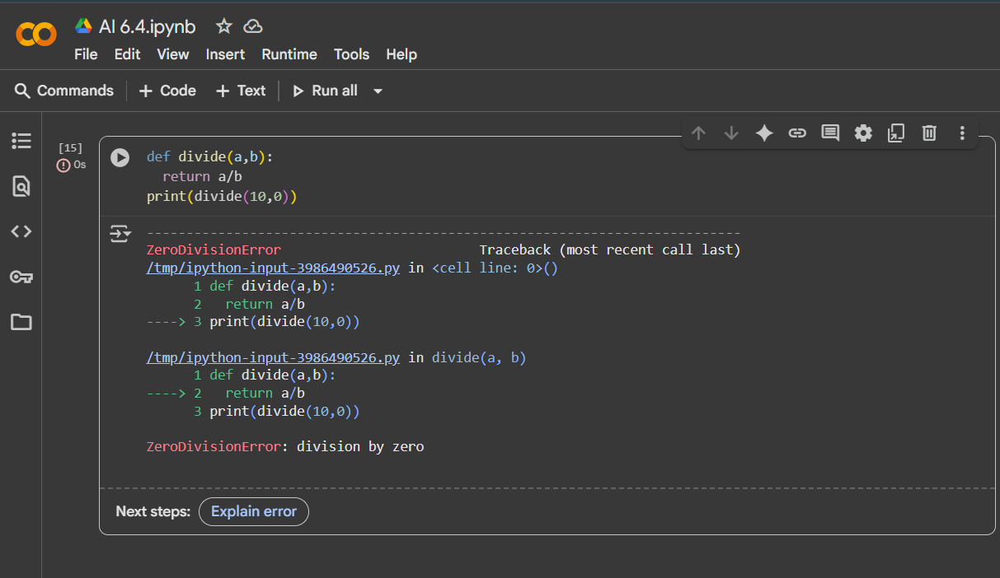 AI 6.4.ipynb
File Edit View Insert Runtime Tools Help
Commands + Code + Text Run all
[15]
0s
def divide(a,b):
  return a/b
print(divide(10,0))
---------------------------------------------------------------------------
ZeroDivisionError                         Traceback (most recent call last)
/tmp/ipython-input-3986490526.py in <cell line: 0>()
      1 def divide(a,b):
      2   return a/b
----> 3 print(divide(10,0))
/tmp/ipython-input-3986490526.py in divide(a, b)
      1 def divide(a,b):
----> 2   return a/b
      3 print(divide(10,0))
ZeroDivisionError: division by zero
Next steps: Explain error